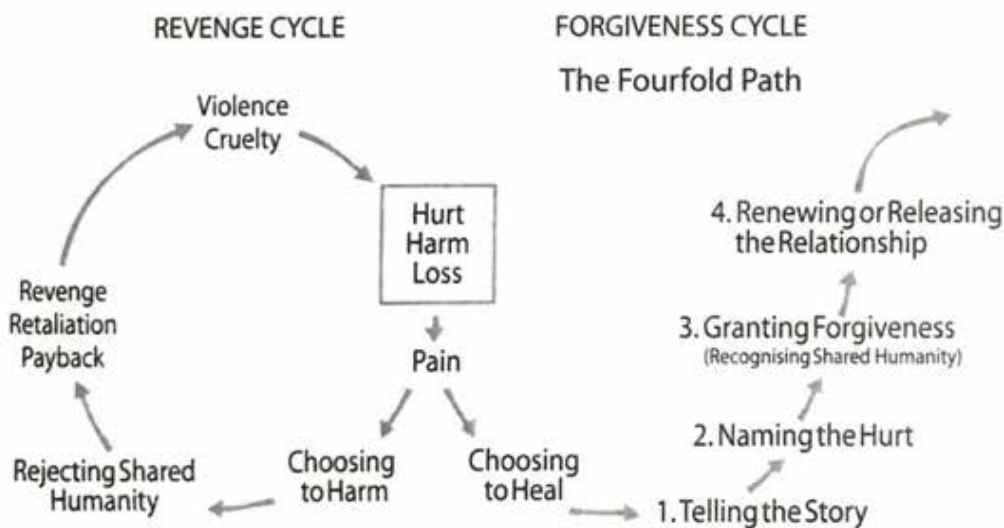 REVENGE CYCLE
FORGIVENESS CYCLE
The Fourfold Path
Violence
Cruelty
Hurt
Harm
Loss
Pain
Choosing
to Harm
Rejecting Shared
Humanity
Revenge
Retaliation
Payback
Choosing
to Heal
1. Telling the Story
2. Naming the Hurt
3. Granting Forgiveness
(Recognising Shared Humanity)
4. Renewing or Releasing
the Relationship